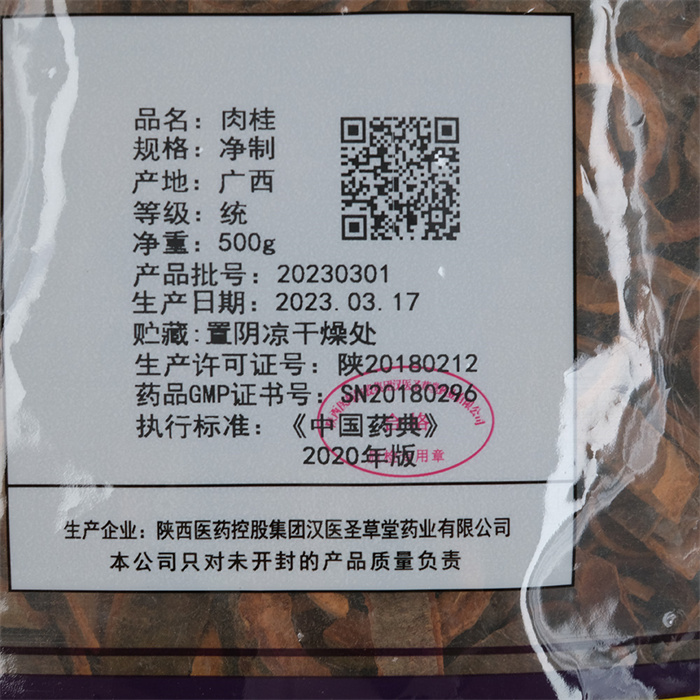 品名：肉桂
规格：净制
产地：广西
等级：统
净重：500g
产品批号：20230301
生产日期：2023.03.17
贮藏:置阴凉干燥处
生产许可证号：陕20180212
药品GMP证书号：SN20180296
执行标准：《中国药典》
2020年版
合格
生产企业：陕西医药控股集团汉医圣草堂药业有限公司
本公司只对未开封的产品质量负责